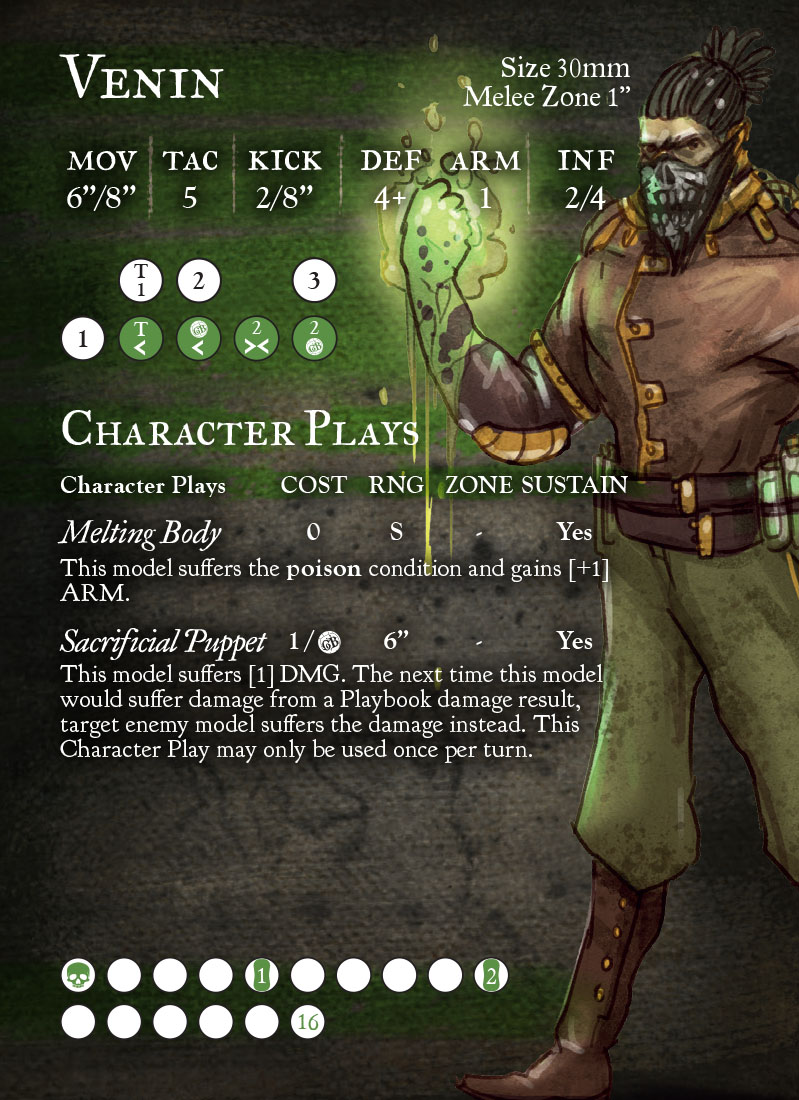 Venin
Size 30mm
Melee Zone 1”
MOV TAC KICK DEF ARM INF
6”/8” 5 2/8” 4+ 1 2/4
T 1 2 3
1 T < GB < 2 >< 2 GB
Character Plays
Character Plays COST RNG ZONE SUSTAIN
Melting Body 0 S - Yes
This model suffers the poison condition and gains [+1]
ARM.
Sacrificial Puppet 1/GB 6” - Yes
This model suffers [1] DMG. The next time this model
would suffer damage from a Playbook damage result,
target enemy model suffers the damage instead. This
Character Play may only be used once per turn.
1 2
16